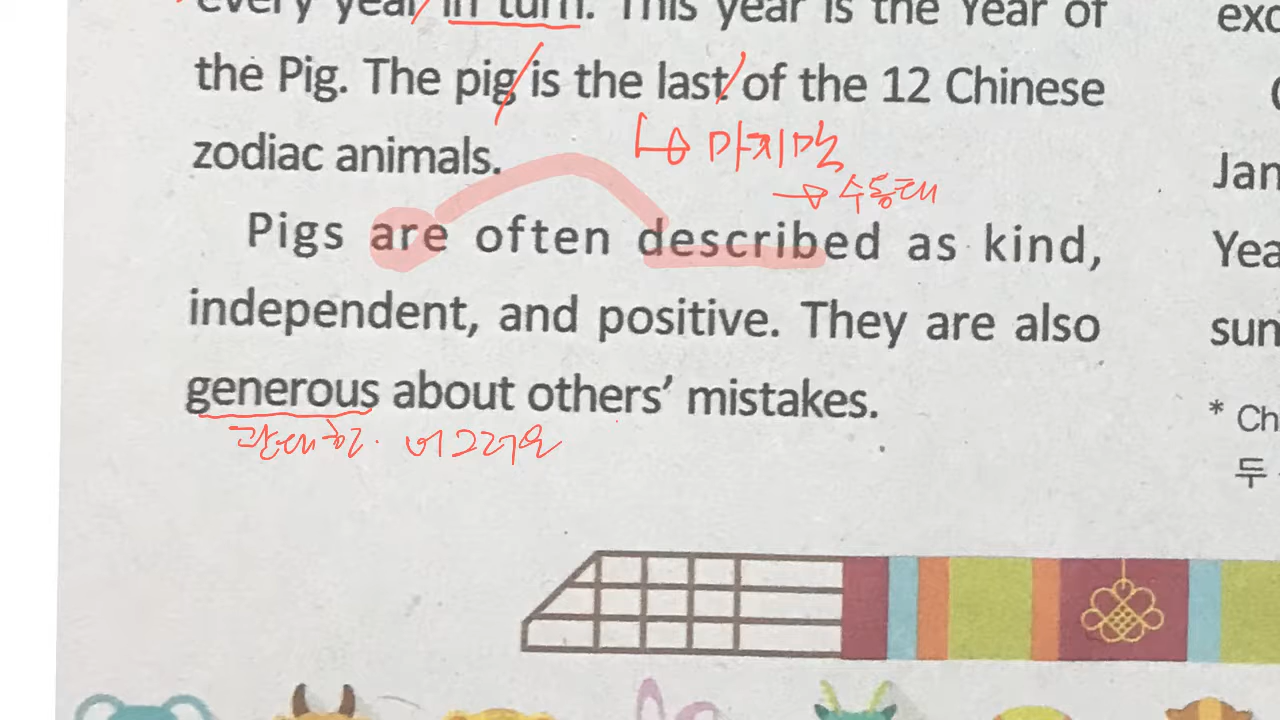 every year in turn. This year is the Year of
the Pig. The pig is the last of the 12 Chinese
zodiac animals.
마지막
수동태
Pigs are often described as kind,
independent, and positive. They are also
generous about others’ mistakes.
관대한. 너그러운
exc
Jan
Yea
sun
* Ch
두